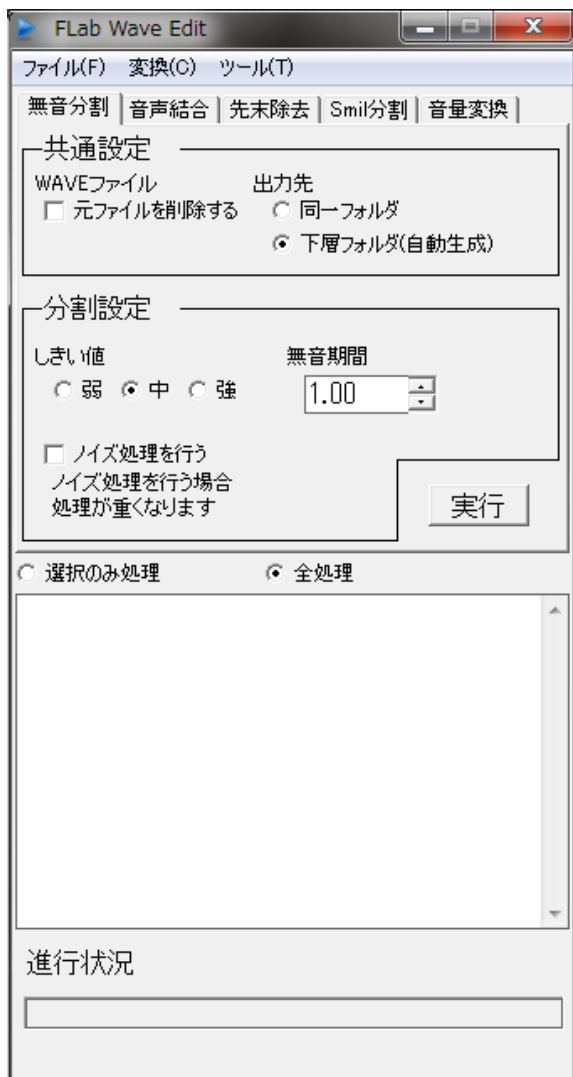 FLab Wave Edit
ファイル(F) 変換(C) ツール(T)
無音分割 音声結合 先末除去 Smil分割 音量変換
共通設定
WAVEファイル 出力先
元ファイルを削除する 同一フォルダ
下層フォルダ(自動生成)
分割設定
しきい値 無音期間
弱 中 強 1.00
ノイズ処理を行う
ノイズ処理を行う場合
処理が重くなります
実行
選択のみ処理 全処理
進行状況